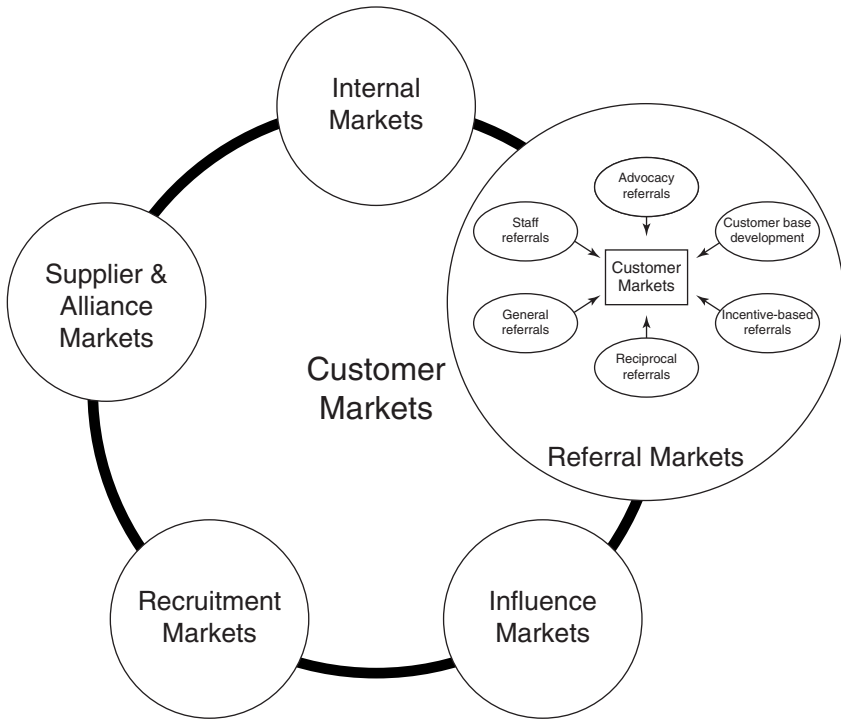 Internal
Markets
Advocacy
referrals
Staff
referrals
Customer base
development
Customer
Markets
Supplier &
Alliance
Markets
General
referrals
Incentive-based
referrals
Reciprocal
referrals
Customer
Markets
Referral Markets
Recruitment
Markets
Influence
Markets